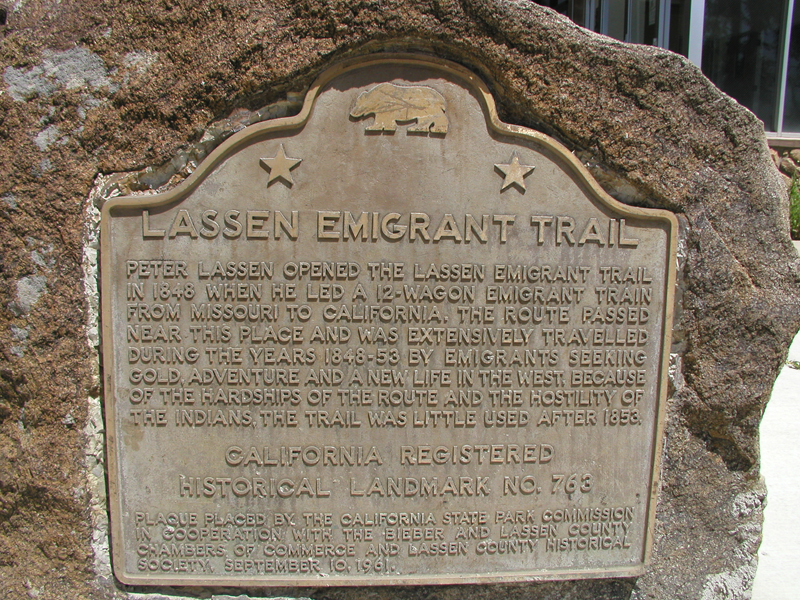 LASSEN EMIGRANT TRAIL
PETER LASSEN OPENED THE LASSEN EMIGRANT TRAIL
IN 1848 WHEN HE LED A 12-WAGON EMIGRANT TRAIN
FROM MISSOURI TO CALIFORNIA. THE ROUTE PASSED
NEAR THIS PLACE AND WAS EXTENSIVELY TRAVELLED
DURING THE YEARS 1848-53 BY EMIGRANTS SEEKING
GOLD, ADVENTURE AND A NEW LIFE IN THE WEST. BECAUSE
OF THE HARDSHIPS OF THE ROUTE AND THE HOSTILITY OF
THE INDIANS, THE TRAIL WAS LITTLE USED AFTER 1853.
CALIFORNIA REGISTERED
HISTORICAL LANDMARK NO. 763
PLAQUE PLACED BY THE CALIFORNIA STATE PARK COMMISSION
IN COOPERATION WITH THE BIEBER AND LASSEN COUNTY
CHAMBERS OF COMMERCE AND LASSEN COUNTY HISTORICAL
SOCIETY, SEPTEMBER 10, 1961.